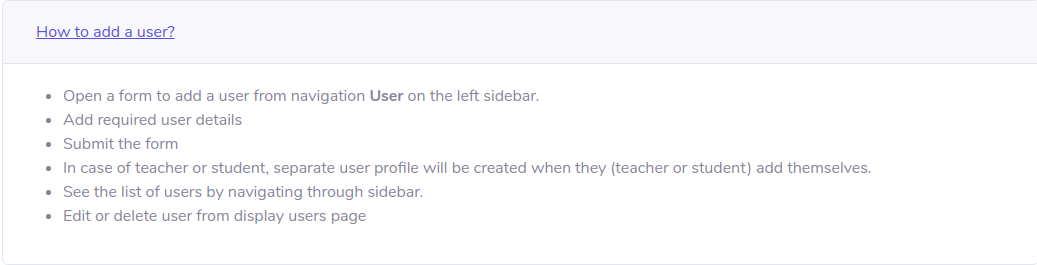 How to add a user?
Open a form to add a user from navigation User on the left sidebar.
Add required user details
Submit the form
In case of teacher or student, separate user profile will be created when they (teacher or student) add themselves.
See the list of users by navigating through sidebar.
Edit or delete user from display users page